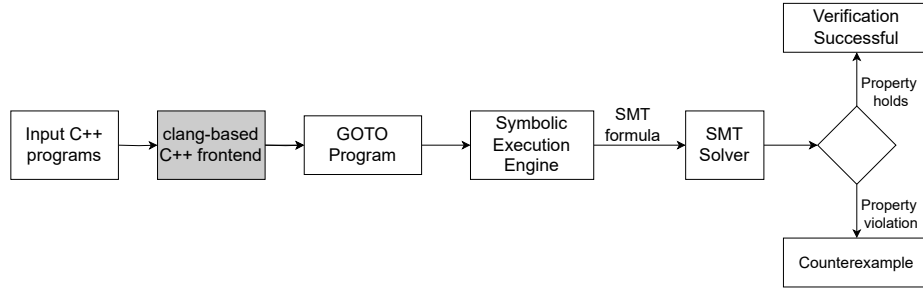 Input C++
programs
clang-based
C++ frontend
GOTO
Program
Symbolic
Execution
Engine
SMT
formula
SMT
Solver
Property
holds
Verification
Successful
Property
violation
Counterexample